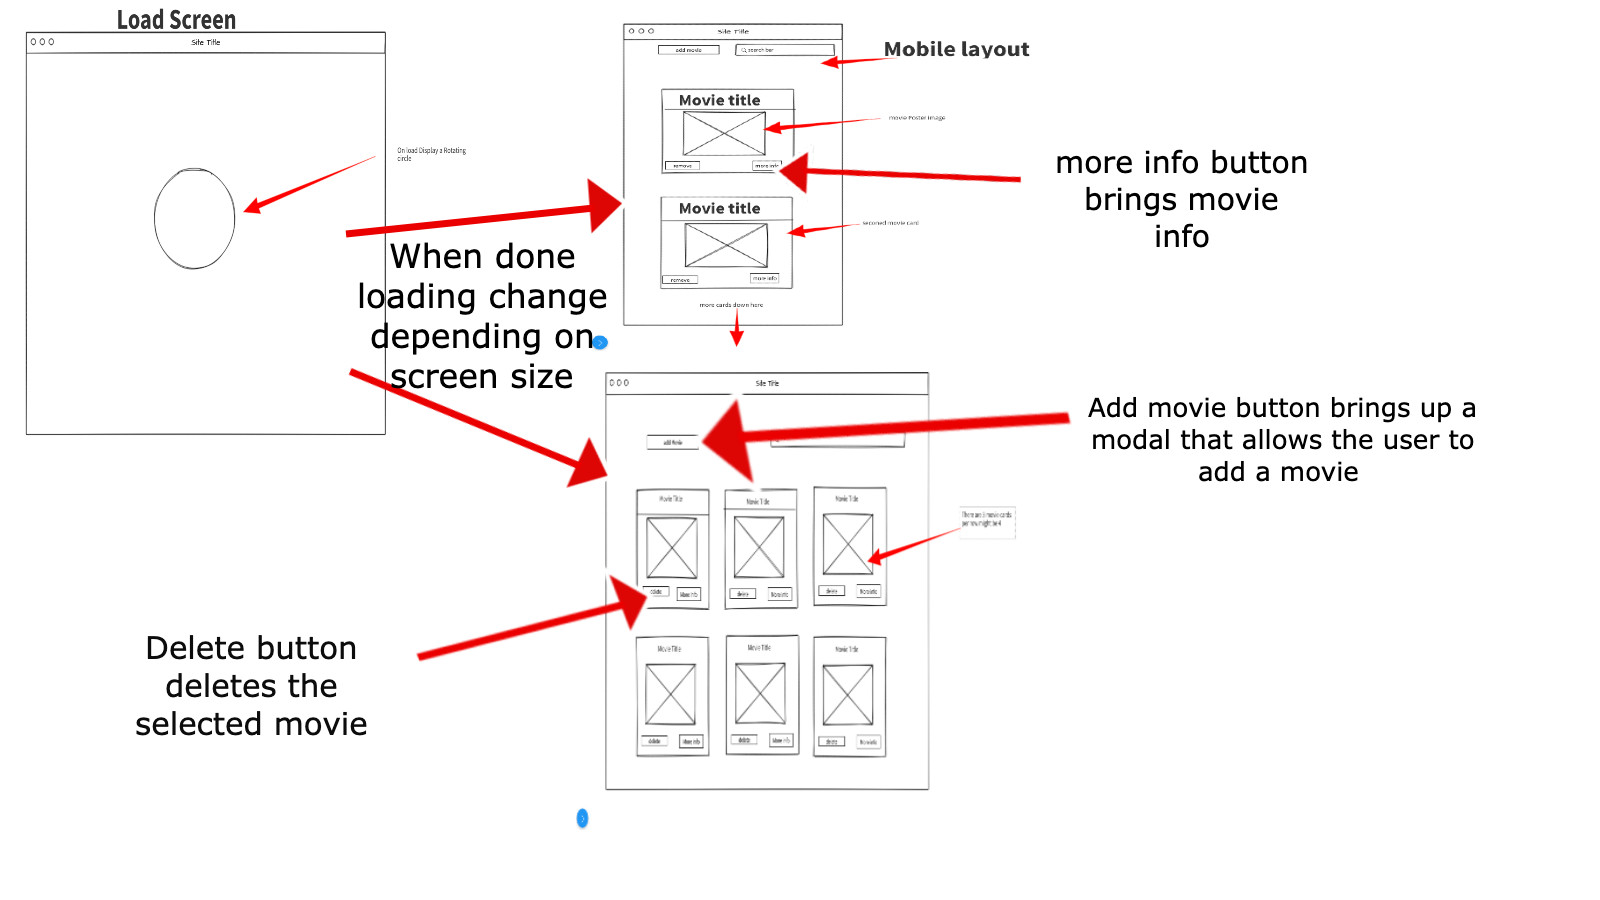 Load Screen
Site Title
On load Display a Rotating
circle
When done
loading change
depending on
screen size
Site Title
add movie
search bar
Mobile layout
Movie title
movie Poster Image
remove
more info
more info button
brings movie
info
Movie title
seconed movie card
remove
more info
more cards down here
Site Title
add Movie
Add movie button brings up a
modal that allows the user to
add a movie
Movie Title
Movie Title
Movie Title
There are 3 movie cards
per row might be 4
delete
More info
delete
More info
delete
More info
Delete button
deletes the
selected movie
Movie Title
Movie Title
Movie Title
delete
More info
delete
More info
delete
More info